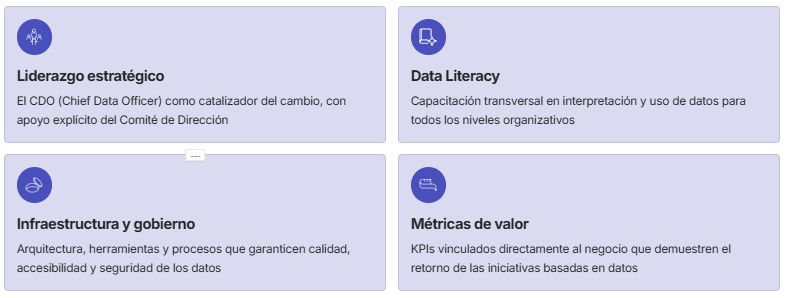 Liderazgo estratégico
El CDO (Chief Data Officer) como catalizador del cambio, con
apoyo explícito del Comité de Dirección
Data Literacy
Capacitación transversal en interpretación y uso de datos para
todos los niveles organizativos
---
Infraestructura y gobierno
Arquitectura, herramientas y procesos que garanticen calidad,
accesibilidad y seguridad de los datos
Métricas de valor
KPIs vinculados directamente al negocio que demuestren el
retorno de las iniciativas basadas en datos